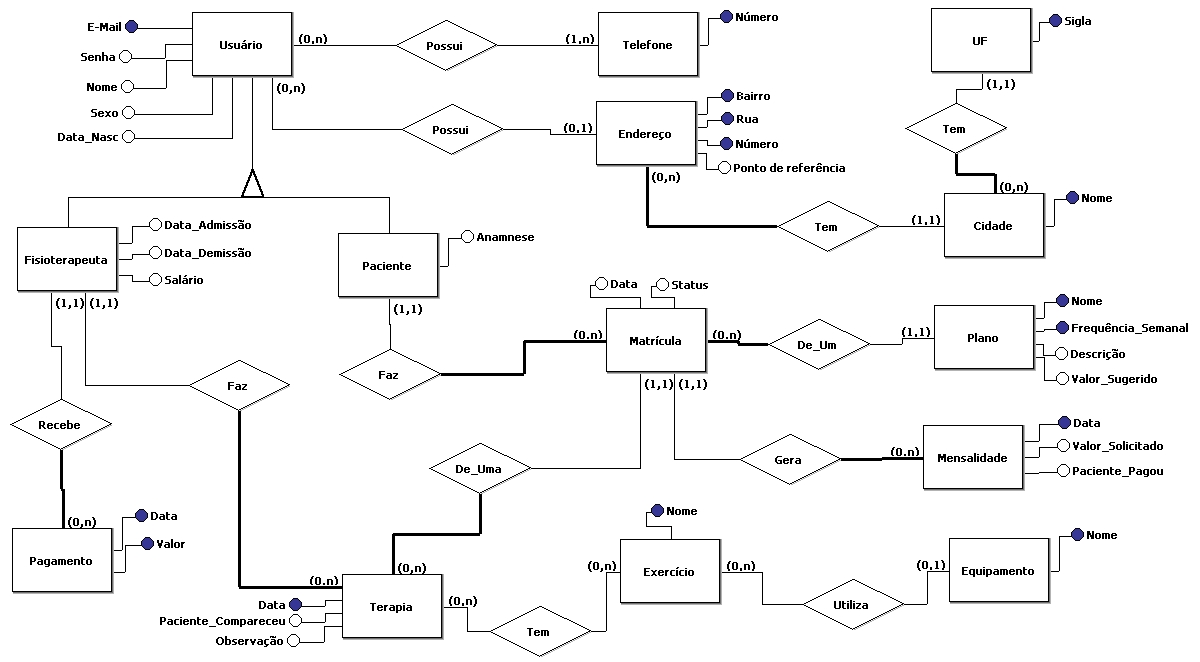 E-Mail
Senha
Nome
Sexo
Data_Nasc
Usuário
(0,n)
Possui
(1,n)
Telefone
Número
UF
Sigla
(1,1)
(0,n)
Possui
(0,1)
Endereço
Bairro
Rua
Número
Ponto de referência
Tem
(0,n)
(0,n)
Tem
(1,1)
Cidade
Nome
Fisioterapeuta
Data_Admissão
Data_Demissão
Salário
(1,1)
(1,1)
Paciente
Anamnese
(1,1)
Data
Status
(0.n)
Matrícula
(0.n)
De_Um
(1,1)
Plano
Nome
Frequência_Semanal
Descrição
Valor_Sugerido
Faz
Faz
(1,1)
(1,1)
Recebe
De_Uma
Gera
(0.n)
Mensalidade
Data
Valor_Solicitado
Paciente_Pagou
(0,n)
Pagamento
Data
Valor
(0.n)
(0,n)
Terapia
Data
Paciente_Compareceu
Observação
(0,n)
Tem
(0,n)
Exercício
Nome
(0,n)
Utiliza
(0,1)
Equipamento
Nome